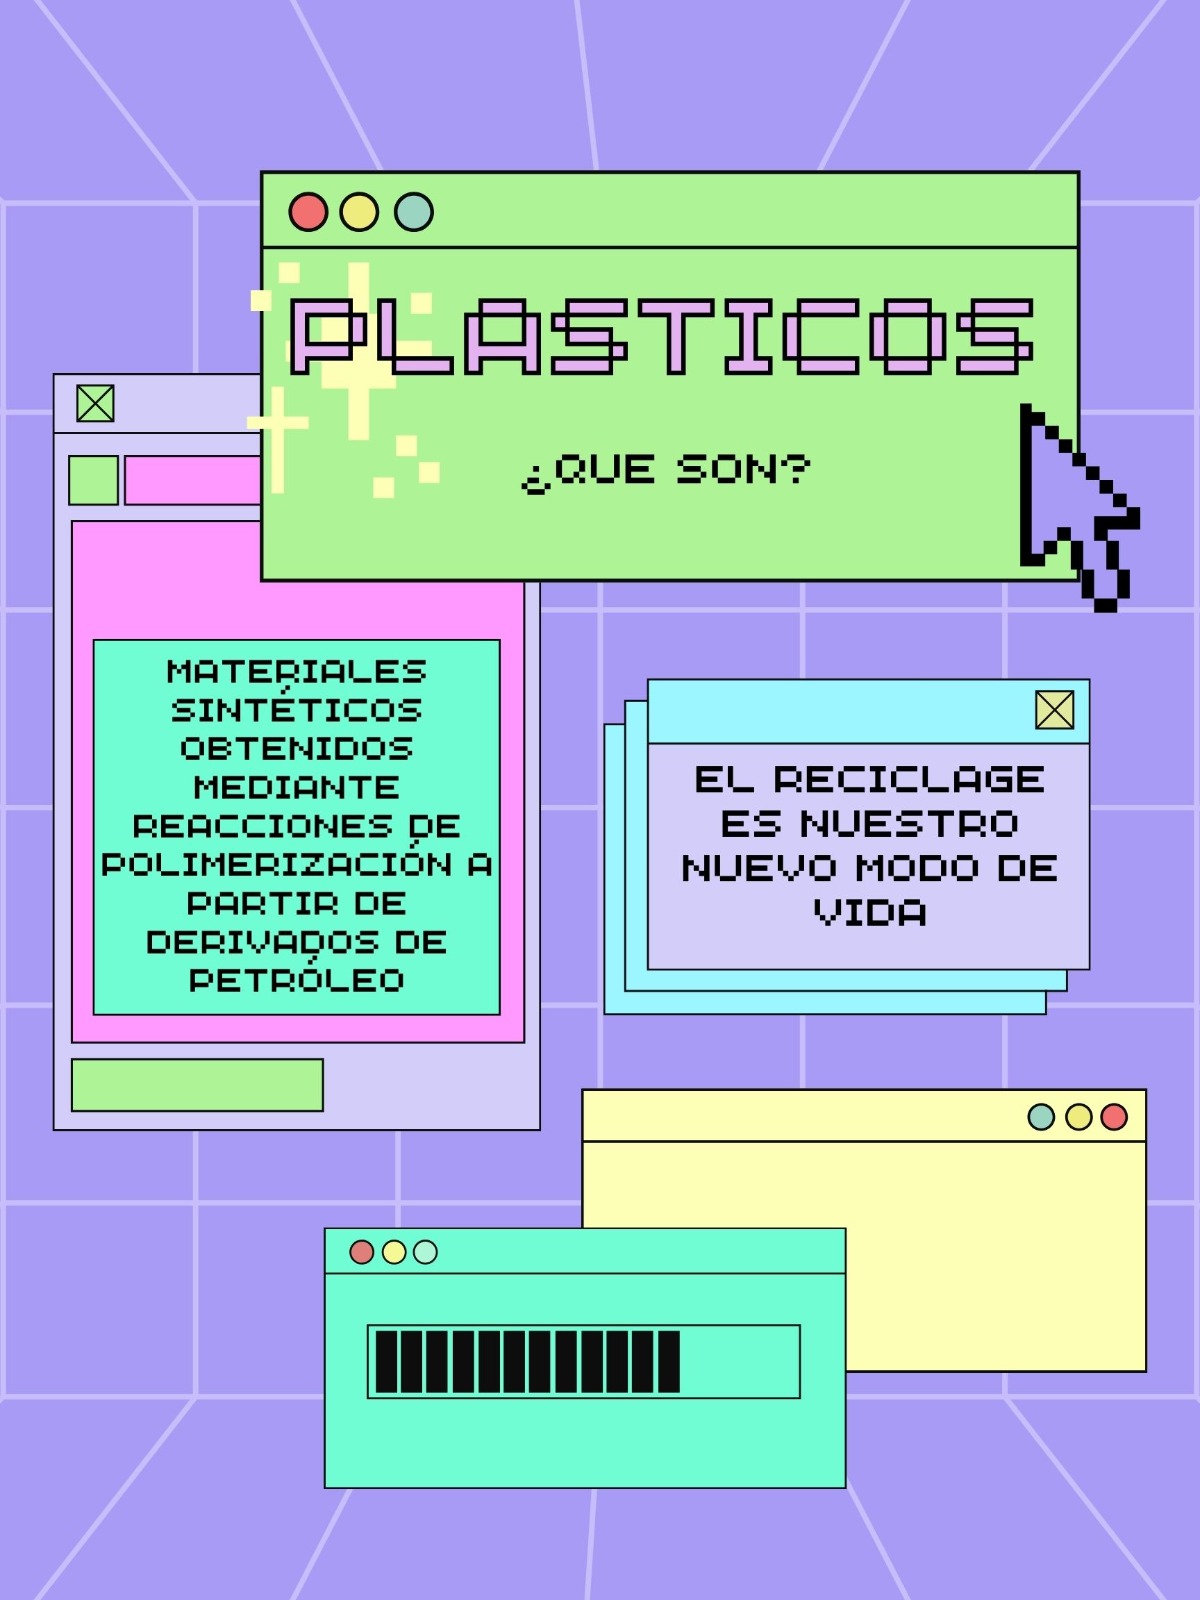 PLASTICOS
¿QUE SON?
MATERIALES
SINTÉTICOS
OBTENIDOS
MEDIANTE
REACCIONES DE
POLIMERIZACIÓN A
PARTIR DE
DERIVADOS DE
PETRÓLEO
EL RECICLAGE
ES NUESTRO
NUEVO MODO DE
VIDA